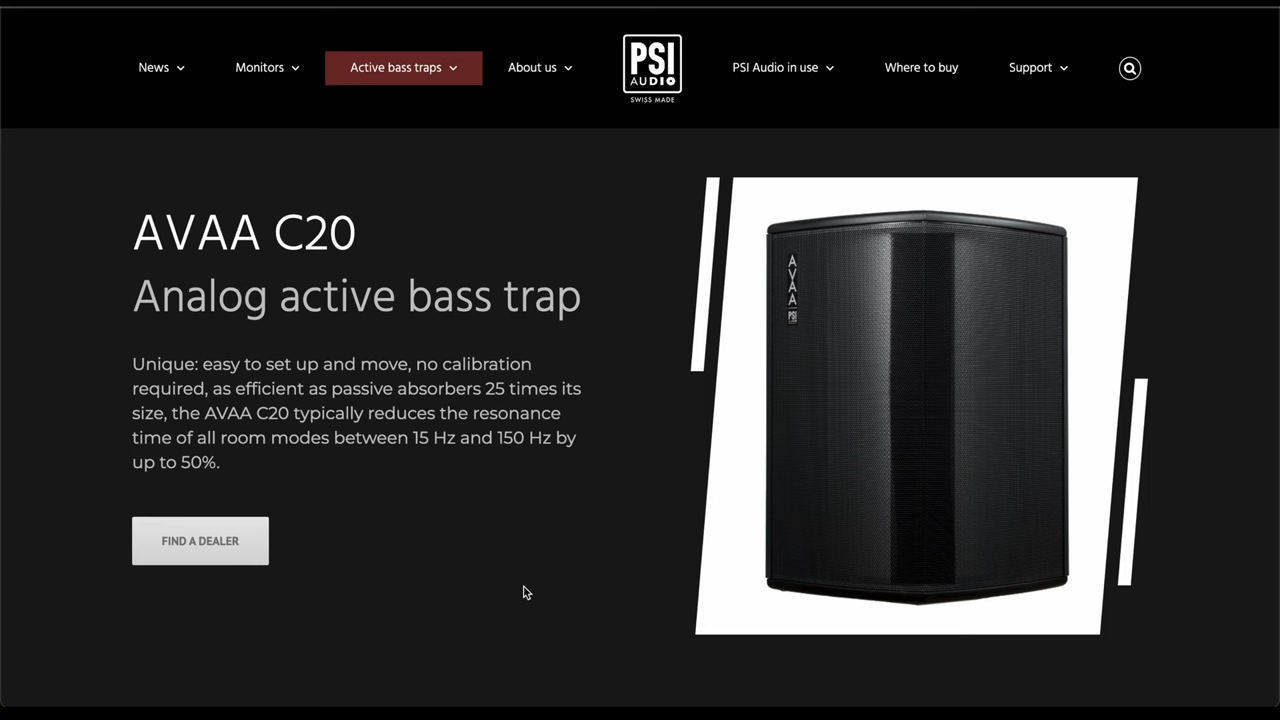 News
Monitors
Active bass traps
About us
PSI
AUDIO
SWISS MADE
PSI Audio in use
Where to buy
Support
AVAA C20
Analog active bass trap
Unique: easy to set up and move, no calibration
required, as efficient as passive absorbers 25 times its
size, the AVAA C20 typically reduces the resonance
time of all room modes between 15 Hz and 150 Hz by
up to 50%.
FIND A DEALER
AVAA
PSI